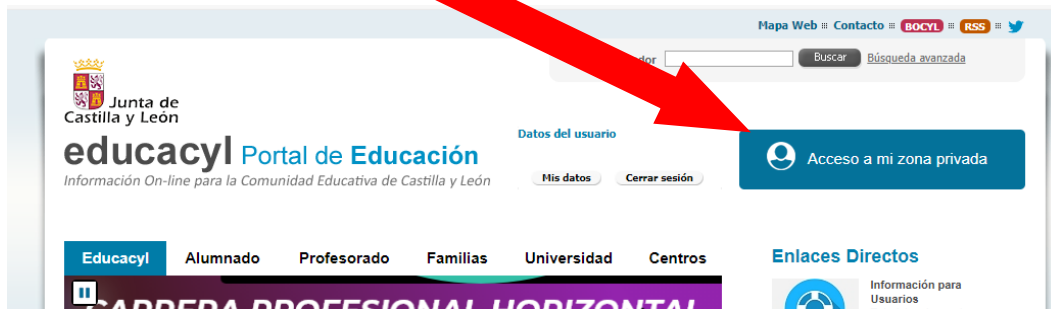 Mapa Web Contacto BOCYL RSS
Buscar Búsqueda avanzada
Junta de
Castilla y León
educacyl Portal de Educación
Información On-line para la Comunidad Educativa de Castilla y León
Datos del usuario
Mis datos Cerrar sesión
Acceso a mi zona privada
Educacyl Alumnado Profesorado Familias Universidad Centros
CARRERA PROFESIONAL HORIZONTAL
Enlaces Directos
Información para
Usuarios